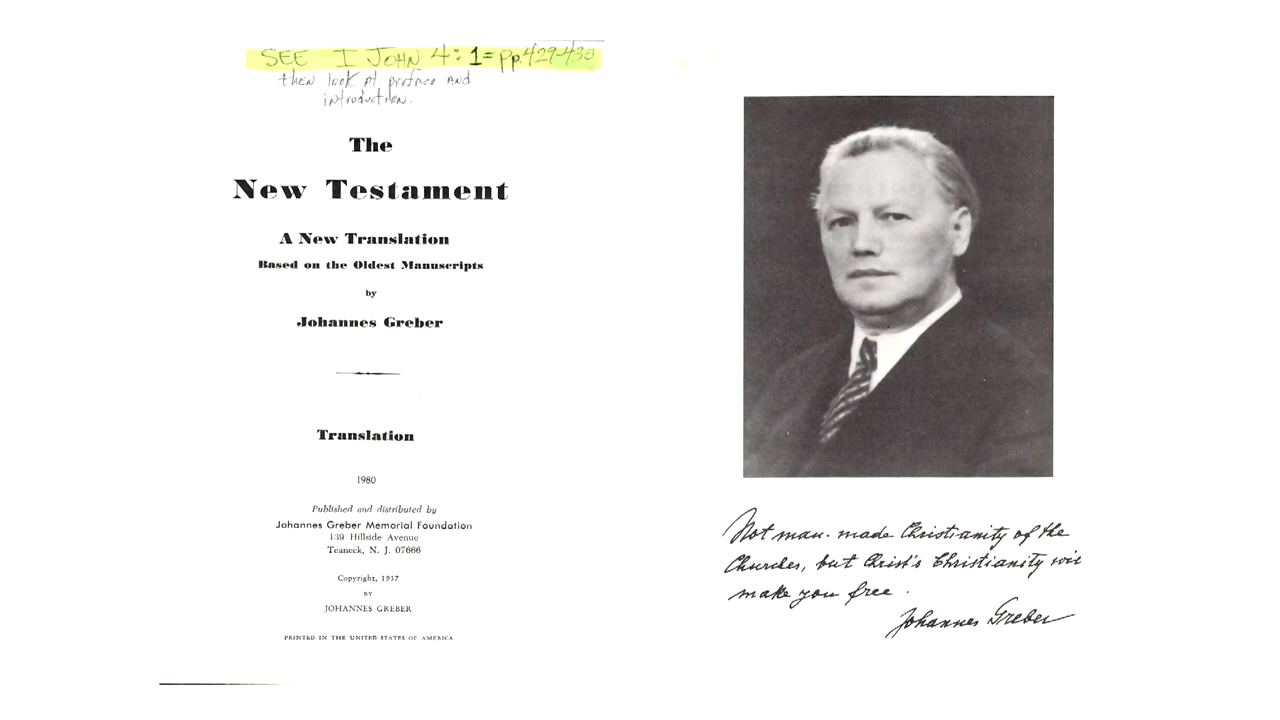 SEE I JOHN 4:1=pp.429-430
then look at preface and
introduction.
The
New Testament
A New Translation
Based on the Oldest Manuscripts
by
Johannes Greber
Translation
1980
Published and distributed by
Johannes Greber Memorial Foundation
139 Hillside Avenue
Teaneck, N. J. 07666
Copyright, 1937
BY
JOHANNES GREBER
PRINTED IN THE UNITED STATES OF AMERICA
Not man-made Christianity of the
Churches, but Christ's Christianity will
make you free.
Johannes Greber